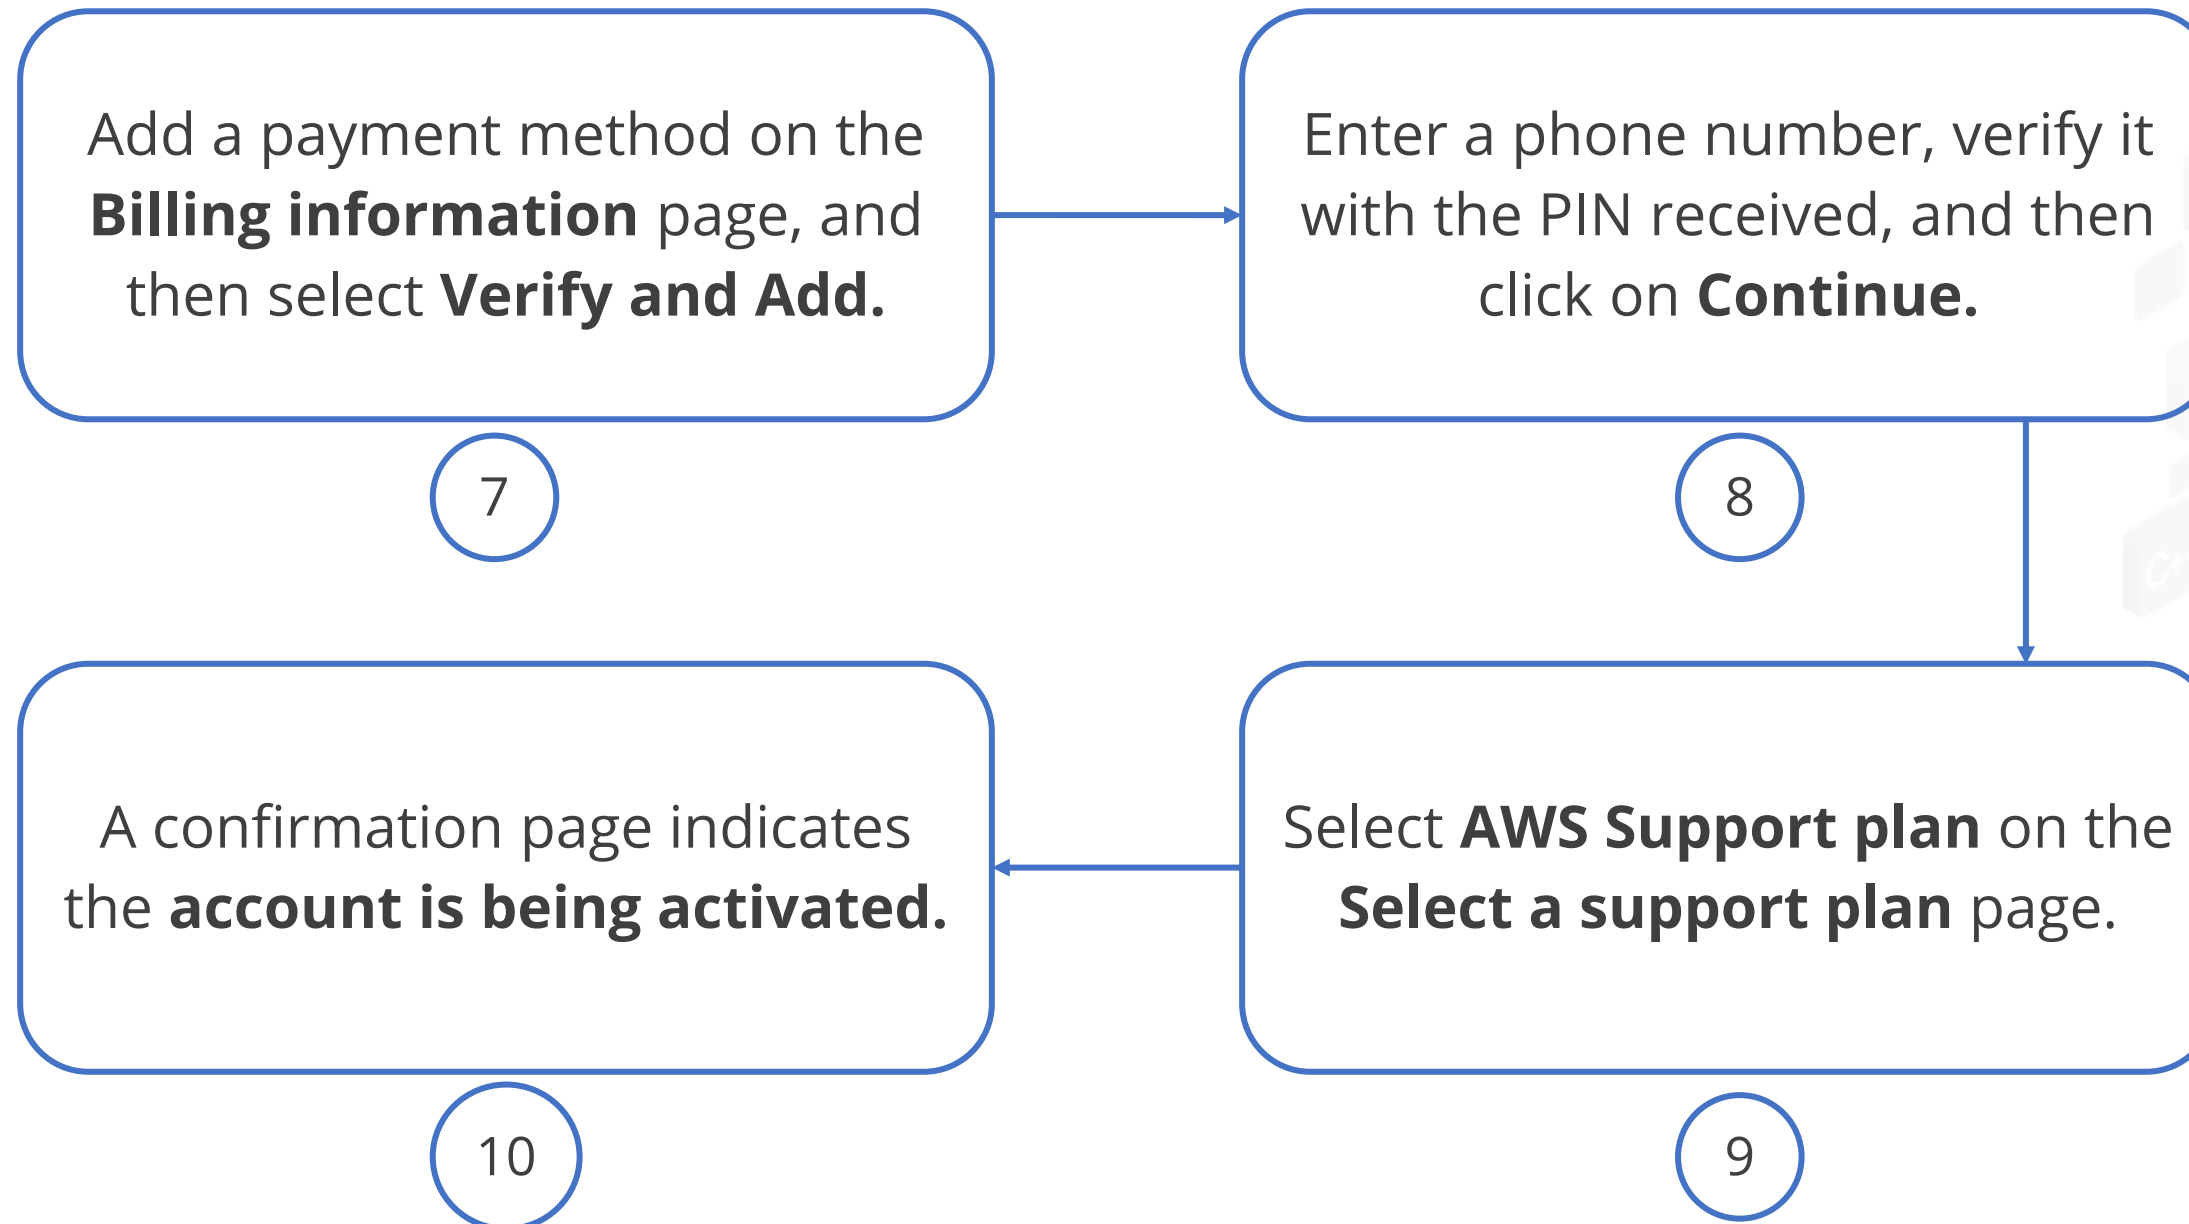 Add a payment method on the
Billing information page, and
then select Verify and Add.
7
Enter a phone number, verify it
with the PIN received, and then
click on Continue.
8
Select AWS Support plan on the
Select a support plan page.
9
A confirmation page indicates
the account is being activated.
10